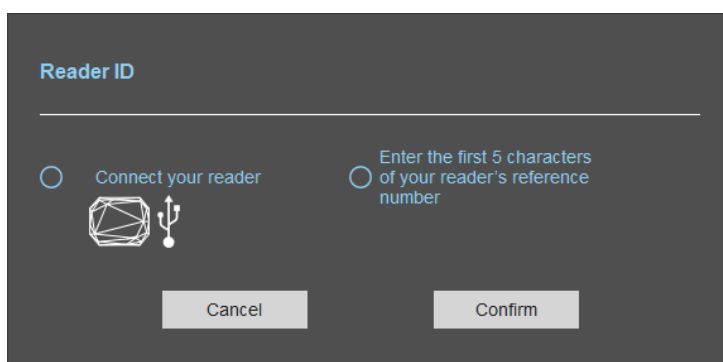 Reader ID
Connect your reader
Enter the first 5 characters
of your reader's reference
number
Cancel
Confirm